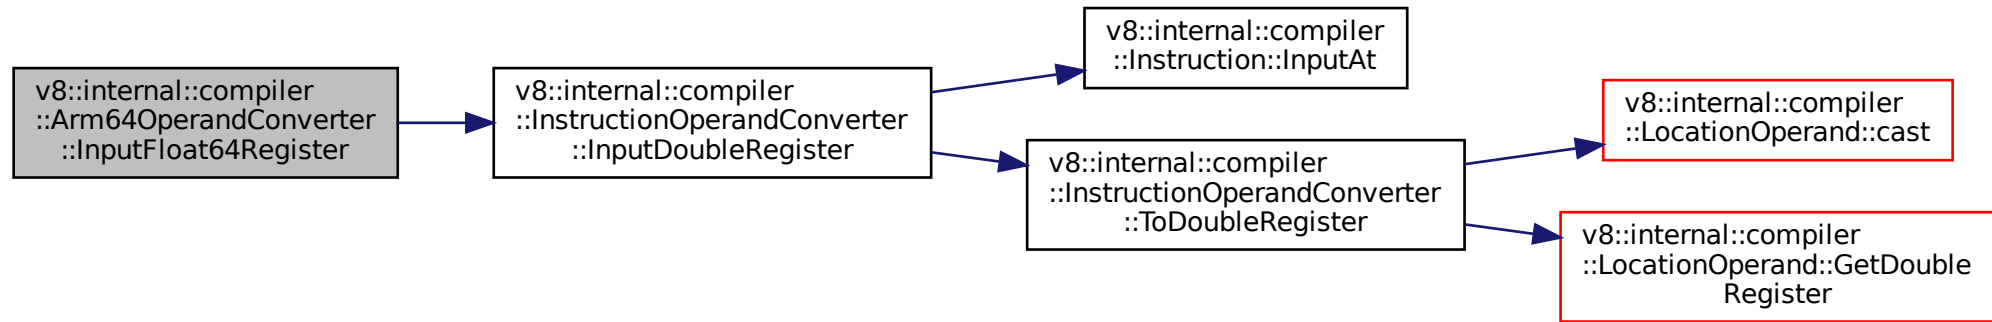 v8::internal::compiler
::Arm64OperandConverter
::InputFloat64Register
v8::internal::compiler
::InstructionOperandConverter
::InputDoubleRegister
v8::internal::compiler
::Instruction::InputAt
v8::internal::compiler
::InstructionOperandConverter
::ToDoubleRegister
v8::internal::compiler
::LocationOperand::cast
v8::internal::compiler
::LocationOperand::GetDouble
Register